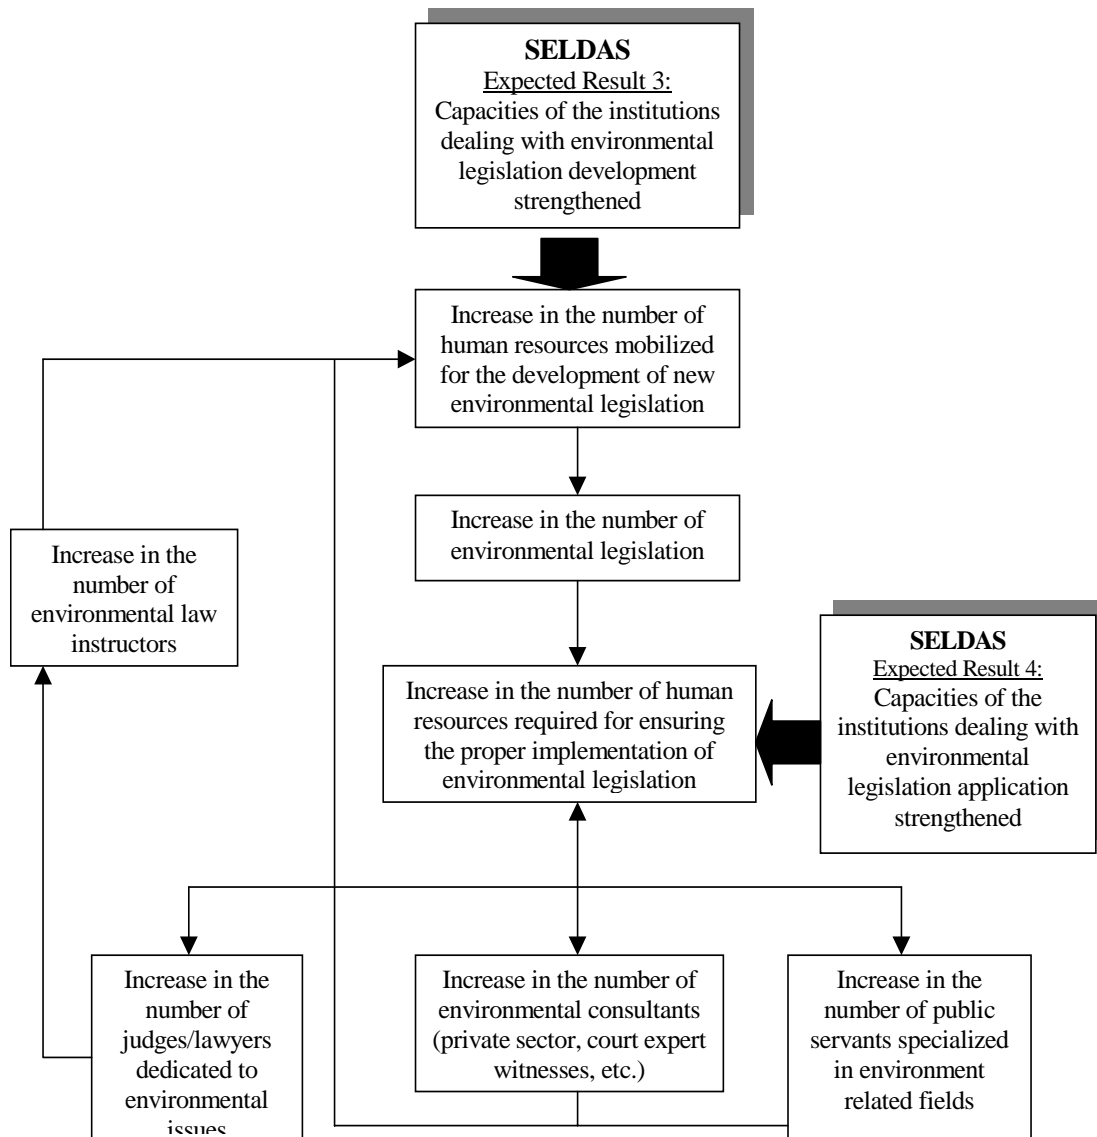 SELDAS
Expected Result 3:
Capacities of the institutions
dealing with environmental
legislation development
strengthened
Increase in the number of
human resources mobilized
for the development of new
environmental legislation
Increase in the number of
environmental legislation
Increase in the
number of
environmental law
instructors
SELDAS
Expected Result 4:
Capacities of the
institutions dealing with
environmental
legislation application
strengthened
Increase in the number of human
resources required for ensuring
the proper implementation of
environmental legislation
Increase in the
number of
judges/lawyers
dedicated to
environmental
issues
Increase in the number of
environmental consultants
(private sector, court expert
witnesses, etc.)
Increase in the
number of public
servants specialized
in environment
related fields